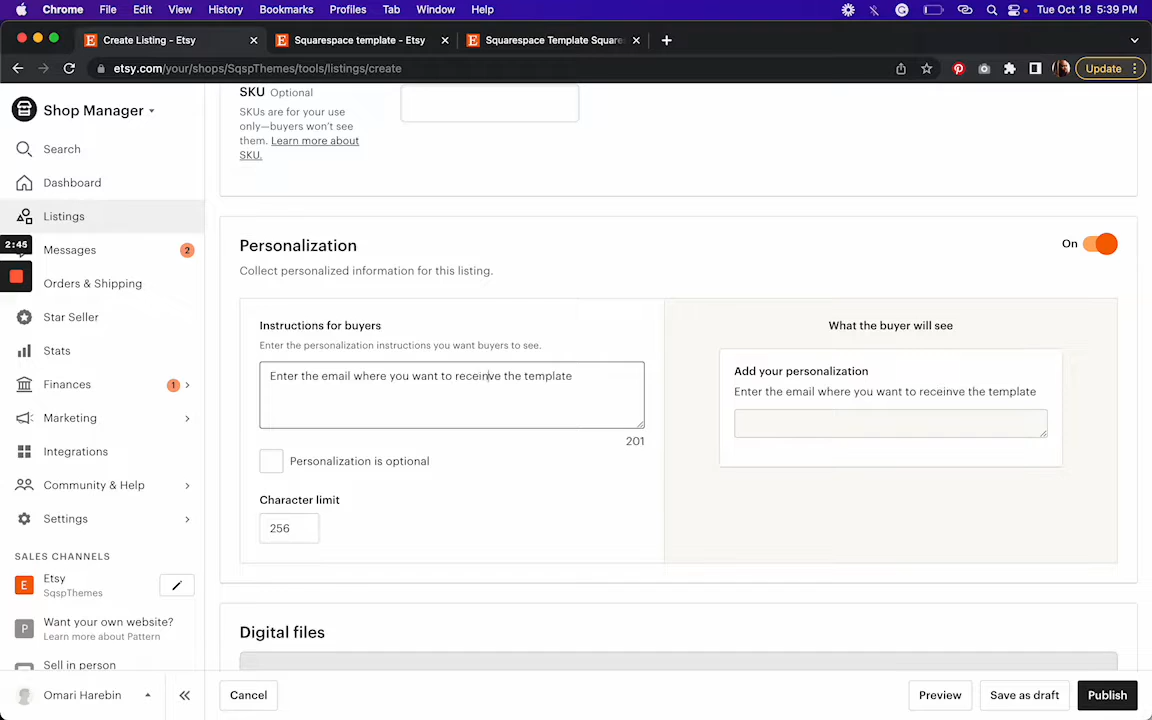 Chrome File Edit View History Bookmarks Profiles Tab Window Help Tue Oct 18 5:39 PM
Create Listing - Etsy Squarespace template - Etsy Squarespace Template Square
etsy.com/your/shops/SqspThemes/tools/listings/create Update
Shop Manager
Search
Dashboard
Listings
2:45
Messages 2
Orders & Shipping
Star Seller
Stats
Finances 1
Marketing
Integrations
Community & Help
Settings
SALES CHANNELS
E Etsy
SqspThemes
P Want your own website?
Learn more about Pattern
Sell in person
Omari Harebin
SKU Optional
SKUs are for your use
only—buyers won't see
them. Learn more about
SKU.
Personalization
On
Collect personalized information for this listing.
Instructions for buyers
Enter the personalization instructions you want buyers to see.
Enter the email where you want to receinve the template
201
Personalization is optional
Character limit
256
What the buyer will see
Add your personalization
Enter the email where you want to receinve the template
Digital files
Cancel Preview Save as draft Publish